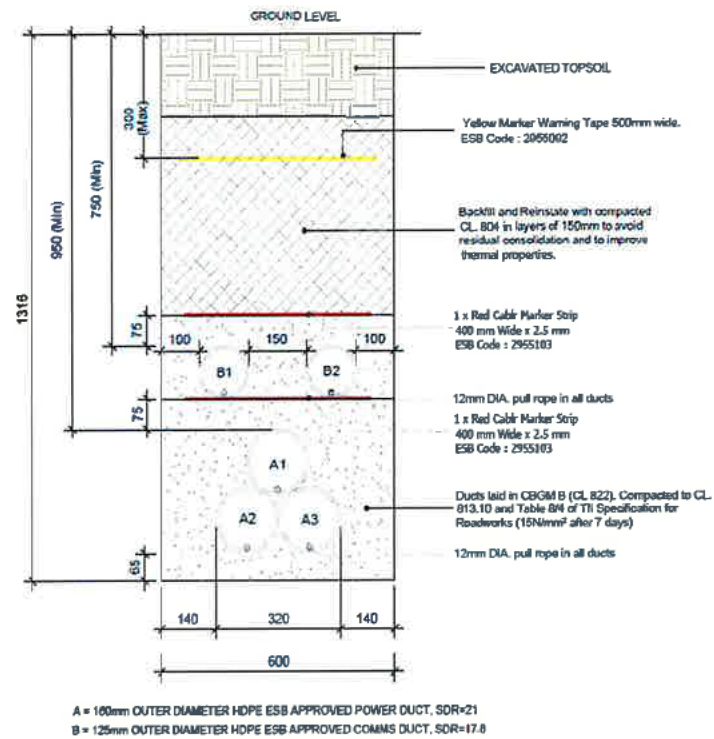 GROUND LEVEL
EXCAVATED TOPSOIL
300
(Max)
Yellow Marker Warning Tape 500mm wide.
ESB Code : 2955002
750 (Min)
950 (Min)
1316
Backfill and Reinsate with compacted
CL. 804 in layers of 150mm to avoid
residual consolidation and to improve
thermal properties.
75
1 x Red Cablr Marker Strip
400 mm Wide x 2.5 mm
ESB Code : 2955103
100
150
100
B1
B2
75
12mm DIA. pull rope in all ducts
1 x Red Cablr Marker Strip
400 mm Wide x 2.5 mm
ESB Code : 2955103
A1
A2
A3
Ducts laid in CBGM B (CL 822). Compacted to CL.
813.10 and Table 8/4 of TII Specification for
Roadworks (15N/mm² after 7 days)
65
12mm DIA. pull rope in all ducts
140
320
140
600
A = 160mm OUTER DIAMETER HDPE ESB APPROVED POWER DUCT, SDR=21
B = 125mm OUTER DIAMETER HDPE ESB APPROVED COMMS DUCT, SDR=17.6